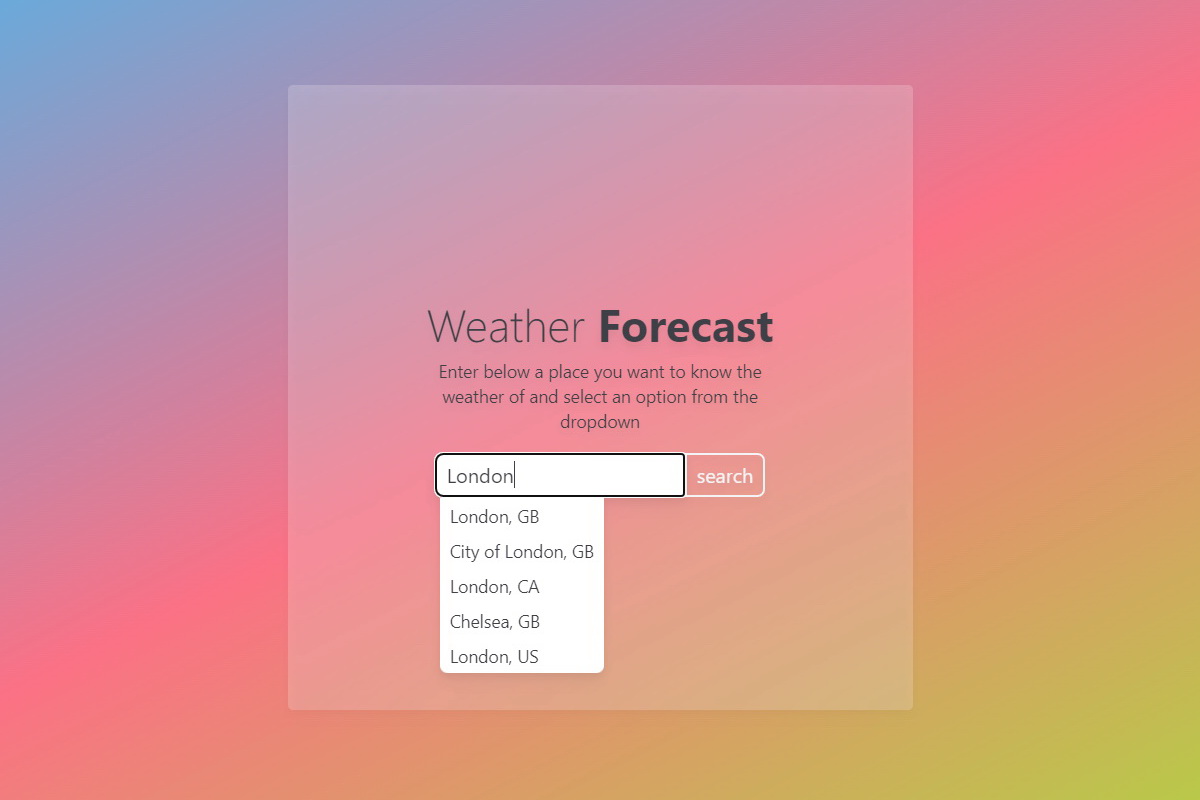 Weather Forecast
Enter below a place you want to know the
weather of and select an option from the
dropdown
London search
London, GB
City of London, GB
London, CA
Chelsea, GB
London, US